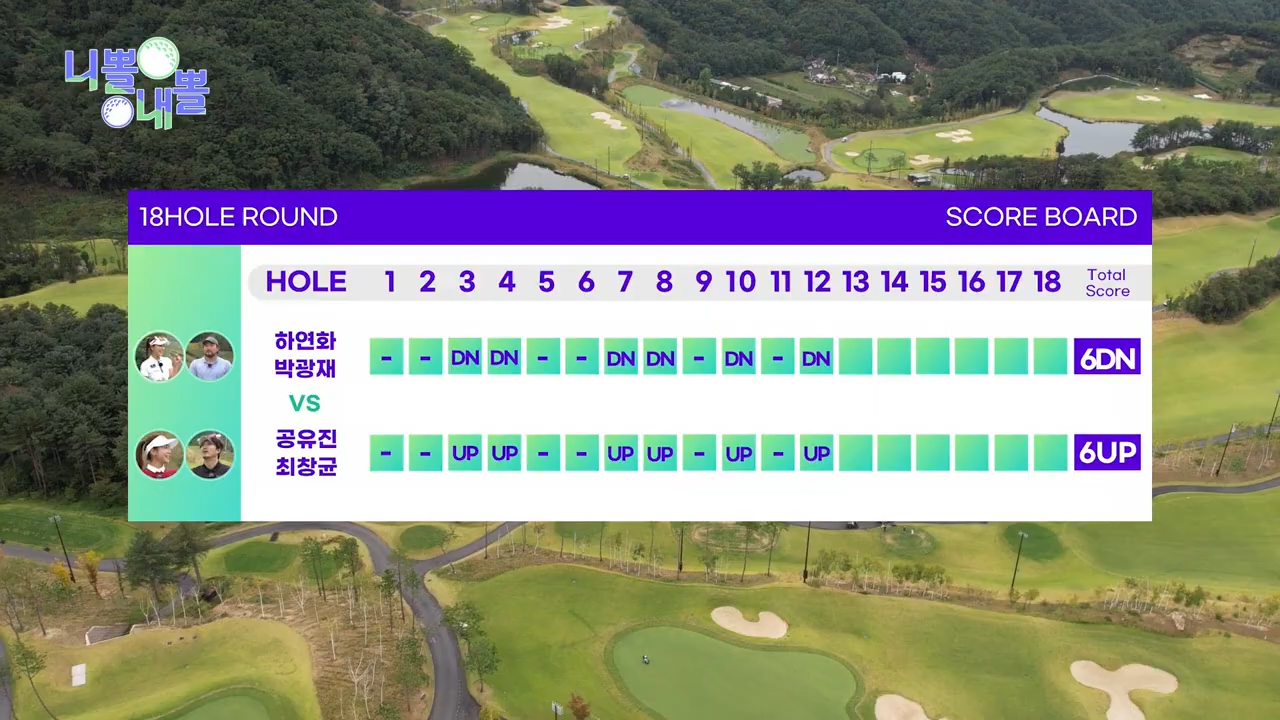 니뽈
내뽈
18HOLE ROUND SCORE BOARD
HOLE 1 2 3 4 5 6 7 8 9 10 11 12 13 14 15 16 17 18 Total Score
하연화
박광재
- - DN DN - - DN DN - DN - DN 6DN
VS
공유진
최창균
- - UP UP - - UP UP - UP - UP 6UP